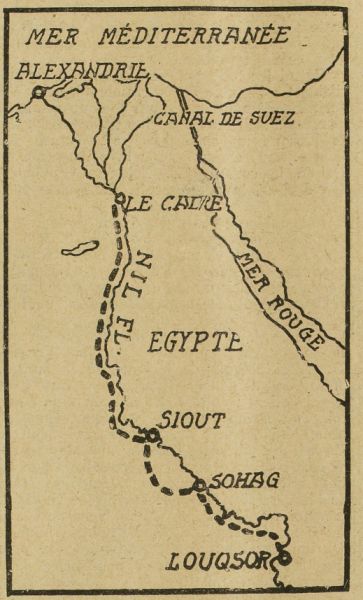 MER MÉDITERRANÉE
ALEXANDRIE
CANAL DE SUEZ
LE CAIRE
NIL FL.
MER ROUGE
EGYPTE
SIOUT
SOHAG
LOUQSOR